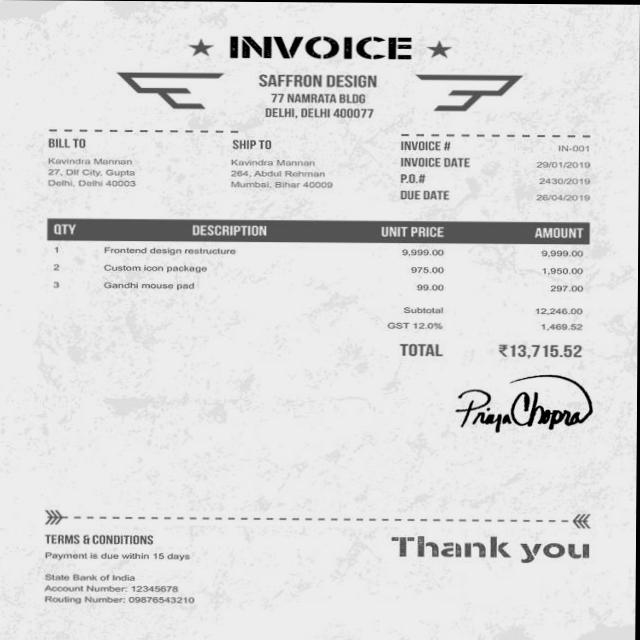 INVOICE
SAFFRON DESIGN
77 NAMRATA BLDG
DELHI, DELHI 400077
BILL TO
Kavindra Mannan
27, Dlf City, Gupta
Delhi, Delhi 40003
SHIP TO
Kavindra Mannan
264, Abdul Rehman
Mumbai, Bihar 40009
INVOICE # IN-001
INVOICE DATE 29/01/2019
P.O.# 2430/2019
DUE DATE 26/04/2019
QTY DESCRIPTION UNIT PRICE AMOUNT
1 Frontend design restructure 9,999.00 9,999.00
2 Custom icon package 975.00 1,950.00
3 Gandhi mouse pad 99.00 297.00
Subtotal 12,246.00
GST 12.0% 1,469.52
TOTAL ₹13,715.52
Priya Chopra
TERMS & CONDITIONS
Payment is due within 15 days
State Bank of India
Account Number: 12345678
Routing Number: 09876543210
Thank you